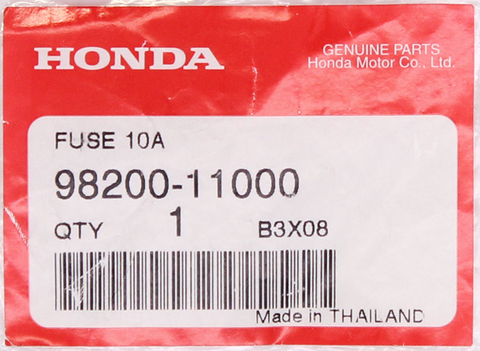 HONDA
GENUINE PARTS
Honda Motor Co., Ltd.
FUSE 10A
98200-11000
QTY 1 B3X08
Made in THAILAND